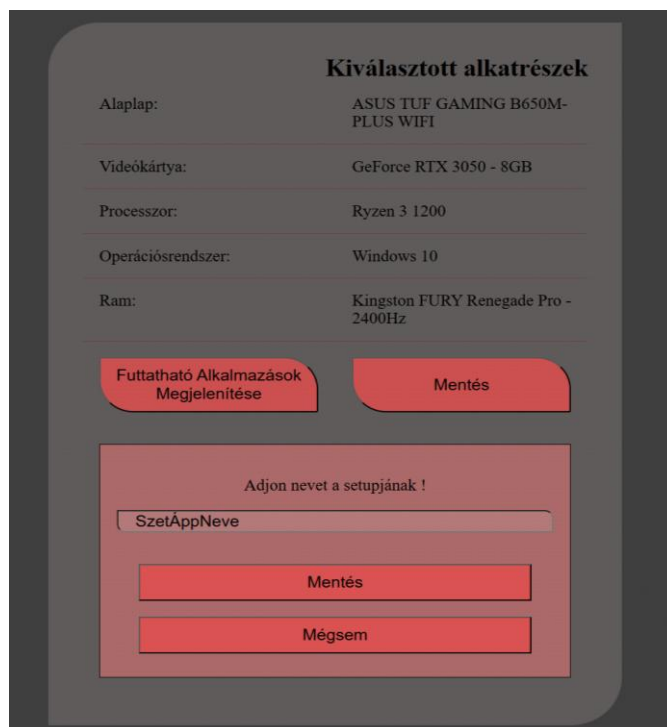 Kiválasztott alkatrészek
Alaplap:
ASUS TUF GAMING B650M-
PLUS WIFI
Videókártya:
GeForce RTX 3050 - 8GB
Processzor:
Ryzen 3 1200
Operációsrendszer:
Windows 10
Ram:
Kingston FURY Renegade Pro -
2400Hz
Futtatható Alkalmazások
Megjelenítése
Mentés
Adjon nevet a setupjának !
SzetÁppNeve
Mentés
Mégsem